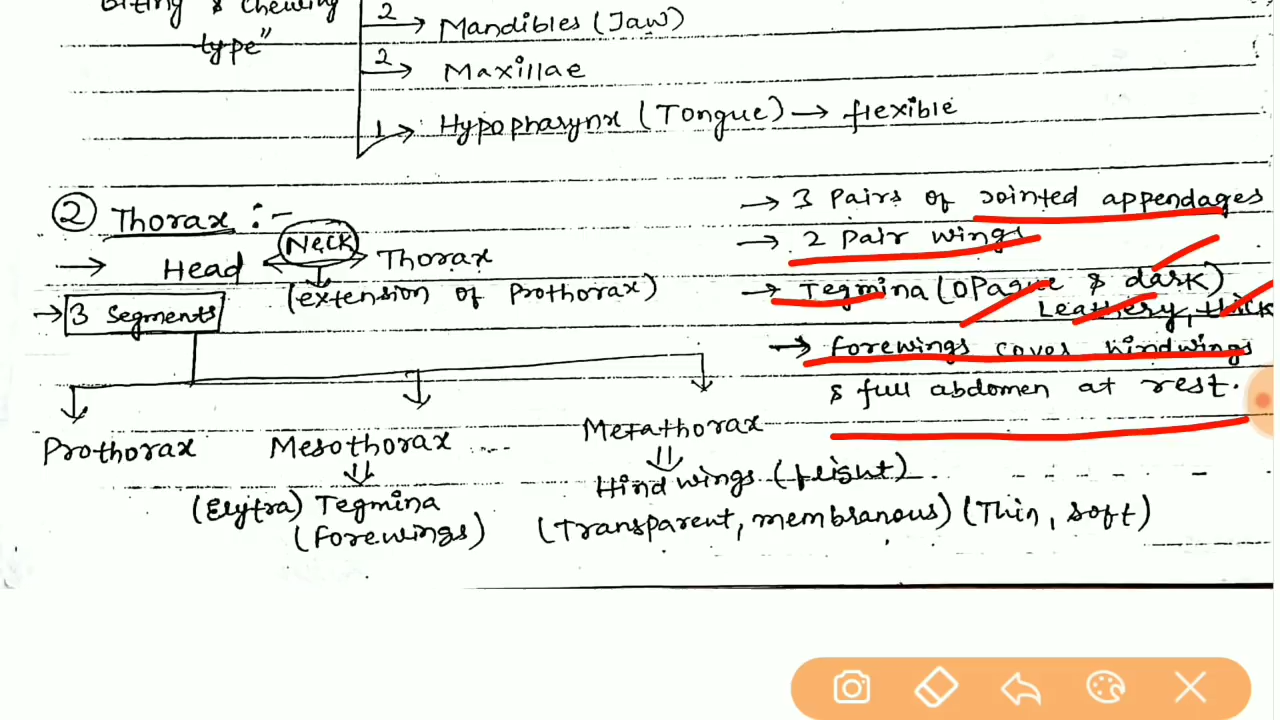 biting & chewing
type"
2 → Mandibles (Jaw)
2 → Maxillae
1 → Hypopharynx (Tongue) → flexible
② Thorax :-
→ Head Neck Thorax
(extension of Prothorax)
→ 3 Segments
Prothorax
Mesothorax ....
(Elytra) Tegmina
(Forewings)
Metathorax
Hindwings (flight)
(Transparent, membranous) (Thin, soft)
→ 3 Pairs of Jointed appendages
→ 2 Pair wings
→ Tegmina (Opaque & dark)
Leathery, thick
→ forewings cover hindwings
& full abdomen at rest.